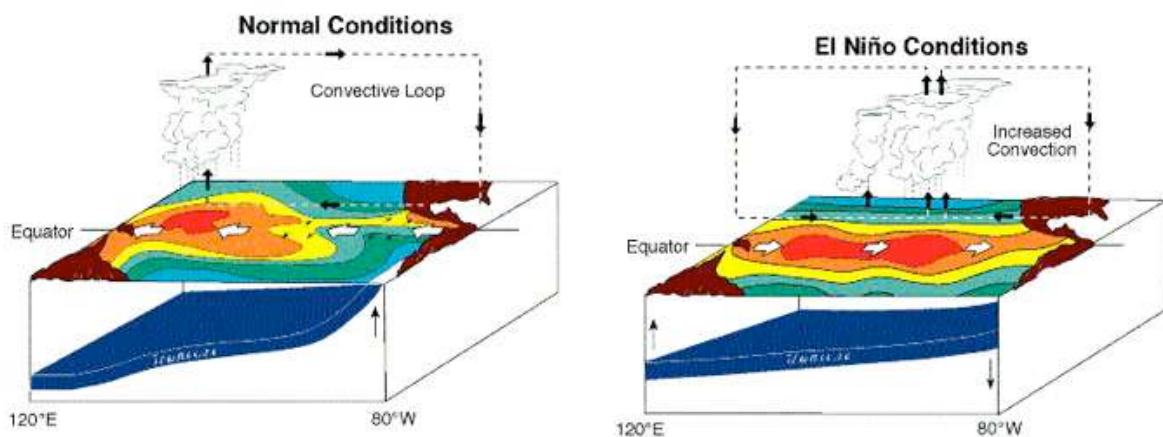 Normal Conditions
Convective Loop
Equator
120°E
80°W
El Niño Conditions
Increased
Convection
Equator
120°E
80°W